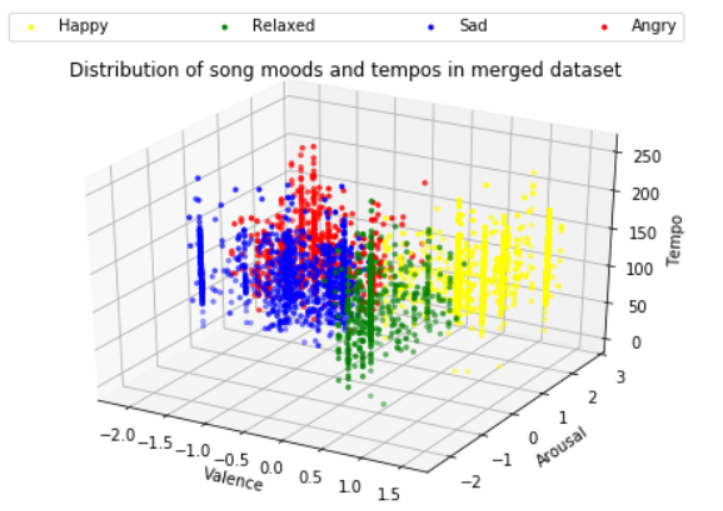 Happy Relaxed Sad Angry
Distribution of song moods and tempos in merged dataset
250
200
150
100
50
0
Tempo
3
2
1
0
−1
−2
Arousal
−2.0 −1.5 −1.0 −0.5 0.0 0.5 1.0 1.5
Valence